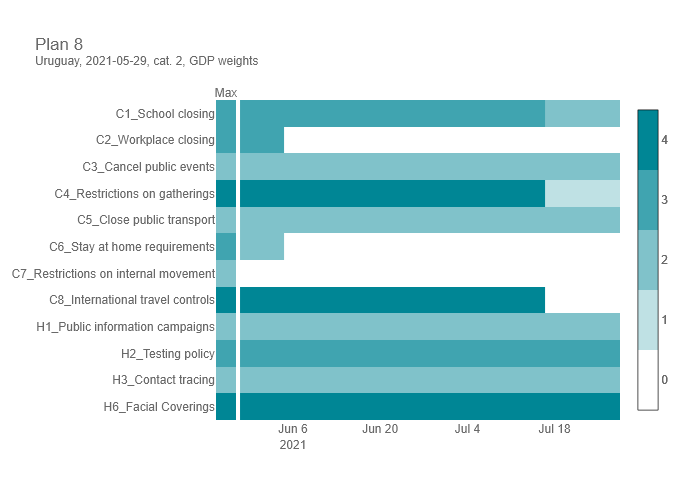 Plan 8
Uruguay, 2021-05-29, cat. 2, GDP weights
Max
C1_School closing
C2_Workplace closing
C3_Cancel public events
C4_Restrictions on gatherings
C5_Close public transport
C6_Stay at home requirements
C7_Restrictions on internal movement
C8_International travel controls
H1_Public information campaigns
H2_Testing policy
H3_Contact tracing
H6_Facial Coverings
Jun 6 Jun 20 Jul 4 Jul 18
2021
4
3
2
1
0